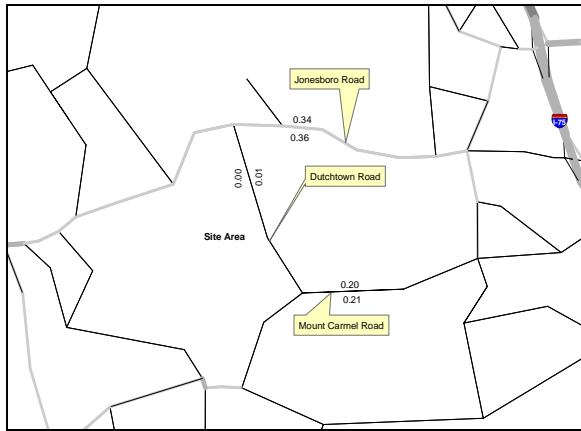 Jonesboro Road
0.34
0.36
I-75
0.00
0.01
Dutchtown Road
Site Area
0.20
0.21
Mount Carmel Road